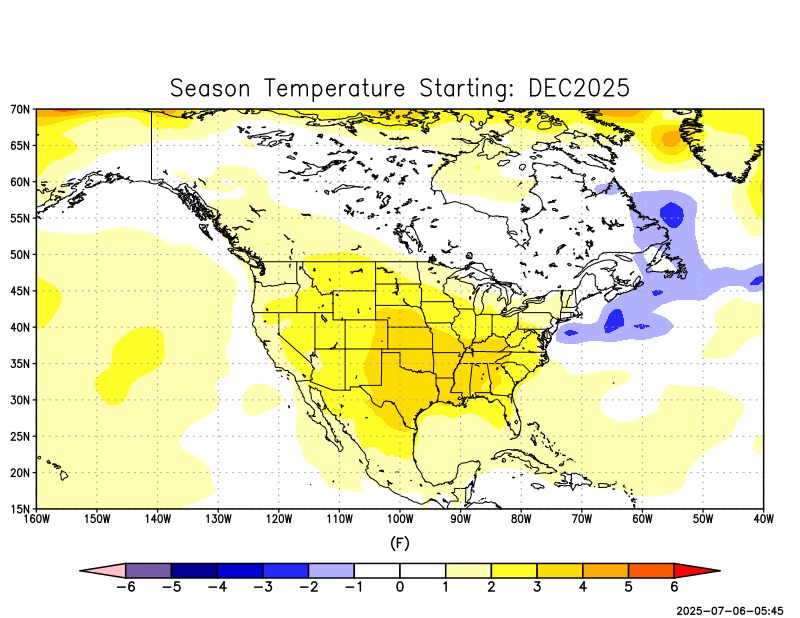 Season Temperature Starting: DEC2025
70N
65N
60N
55N
50N
45N
40N
35N
30N
25N
20N
15N
160W 150W 140W 130W 120W 110W 100W 90W 80W 70W 60W 50W 40W
(F)
−6 −5 −4 −3 −2 −1 0 1 2 3 4 5 6
2025-07-06-05:45